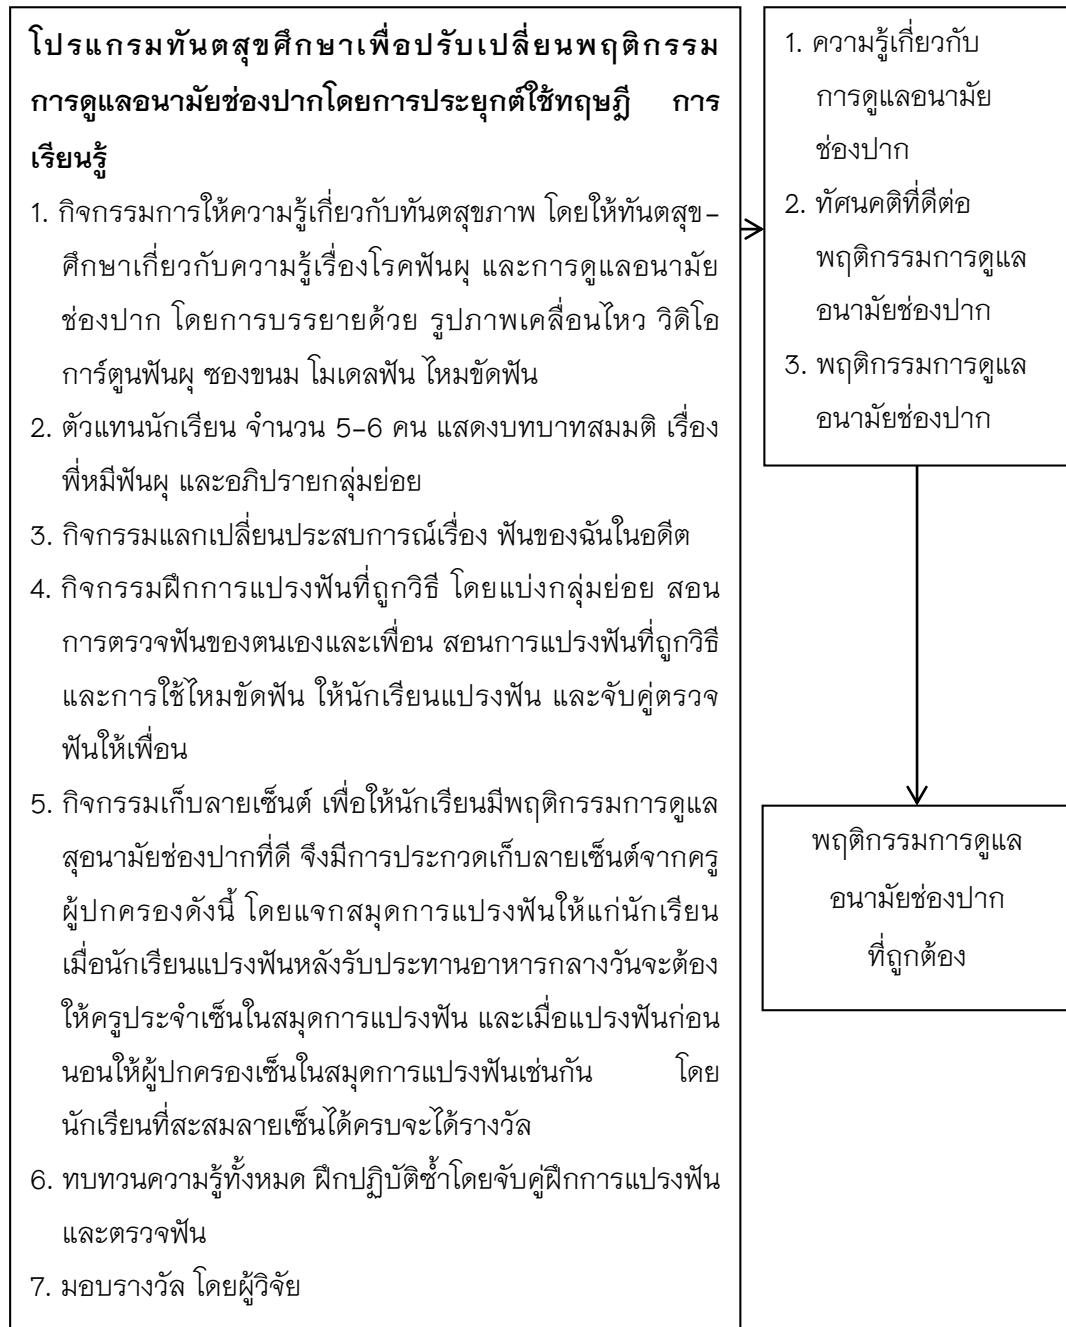 โปรแกรมทันตสุขศึกษาเพื่อปรับเปลี่ยนพฤติกรรม
การดูแลอนามัยช่องปากโดยการประยุกต์ใช้ทฤษฎี การ
เรียนรู้
1. กิจกรรมการให้ความรู้เกี่ยวกับทันตสุขภาพ โดยให้ทันตสุข-
ศึกษาเกี่ยวกับความรู้เรื่องโรคฟันผุ และการดูแลอนามัย
ช่องปาก โดยการบรรยายด้วย รูปภาพเคลื่อนไหว วิดิโอ
การ์ตูนฟันผุ ซองขนม โมเดลฟัน ไหมขัดฟัน
2. ตัวแทนนักเรียน จำนวน 5-6 คน แสดงบทบาทสมมติ เรื่อง
พี่หมีฟันผุ และอภิปรายกลุ่มย่อย
3. กิจกรรมแลกเปลี่ยนประสบการณ์เรื่อง ฟันของฉันในอดีต
4. กิจกรรมฝึกการแปรงฟันที่ถูกวิธี โดยแบ่งกลุ่มย่อย สอน
การตรวจฟันของตนเองและเพื่อน สอนการแปรงฟันที่ถูกวิธี
และการใช้ไหมขัดฟัน ให้นักเรียนแปรงฟัน และจับคู่ตรวจ
ฟันให้เพื่อน
5. กิจกรรมเก็บลายเซ็นต์ เพื่อให้นักเรียนมีพฤติกรรมการดูแล
สุอนามัยช่องปากที่ดี จึงมีการประกวดเก็บลายเซ็นต์จากครู
ผู้ปกครองดังนี้ โดยแจกสมุดการแปรงฟันให้แก่นักเรียน
เมื่อนักเรียนแปรงฟันหลังรับประทานอาหารกลางวันจะต้อง
ให้ครูประจำเซ็นในสมุดการแปรงฟัน และเมื่อแปรงฟันก่อน
นอนให้ผู้ปกครองเซ็นในสมุดการแปรงฟันเช่นกัน โดย
นักเรียนที่สะสมลายเซ็นได้ครบจะได้รางวัล
6. ทบทวนความรู้ทั้งหมด ฝึกปฏิบัติซ้ำโดยจับคู่ฝึกการแปรงฟัน
และตรวจฟัน
7. มอบรางวัล โดยผู้วิจัย
1. ความรู้เกี่ยวกับ
การดูแลอนามัย
ช่องปาก
2. ทัศนคติที่ดีต่อ
พฤติกรรมการดูแล
อนามัยช่องปาก
3. พฤติกรรมการดูแล
อนามัยช่องปาก
พฤติกรรมการดูแล
อนามัยช่องปาก
ที่ถูกต้อง